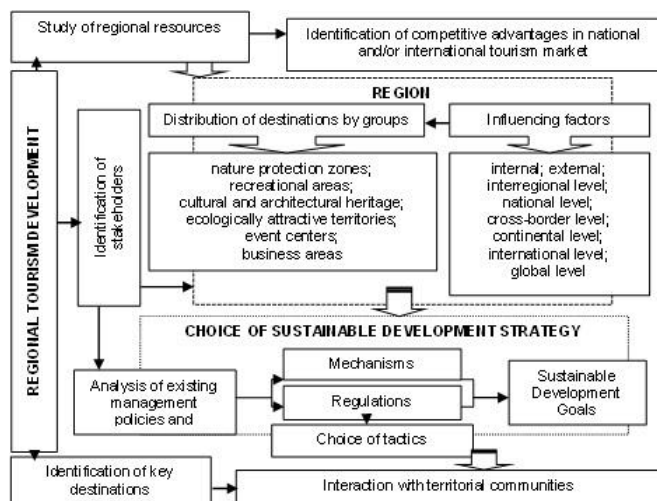 Study of regional resources
Identification of competitive advantages in national
and/or international tourism market
REGIONAL TOURISM DEVELOPMENT
Identification of
stakeholders
REGION
Distribution of destinations by groups
Influencing factors
nature protection zones;
recreational areas;
cultural and architectural heritage;
ecologically attractive territories;
event centers;
business areas
internal; external;
interregional level;
national level;
cross-border level;
continental level;
international level;
global level
CHOICE OF SUSTAINABLE DEVELOPMENT STRATEGY
Mechanisms
Analysis of existing
management
policies and
Regulations
Sustainable
Development
Goals
Choice of tactics
Identification of key
destinations
Interaction with territorial communities